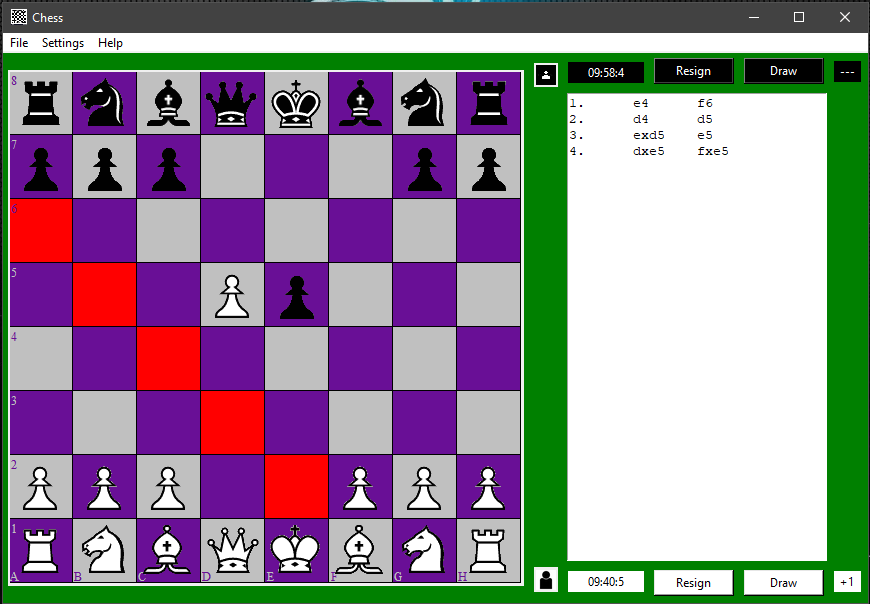 Chess
File Settings Help
09:58:4 Resign Draw ---
1. e4 f6
2. d4 d5
3. exd5 e5
4. dxe5 fxe5
8
7
6
5
4
3
2
1
A B C D E F G H
09:40:5 Resign Draw +1